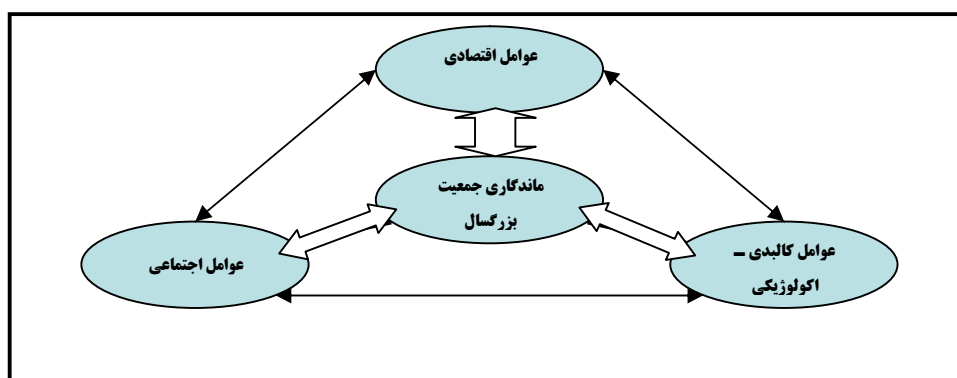 عوامل اقتصادی
ماندگاری جمعیت
بزرگسال
عوامل اجتماعی
عوامل کالبدی –
اکولوژیکی